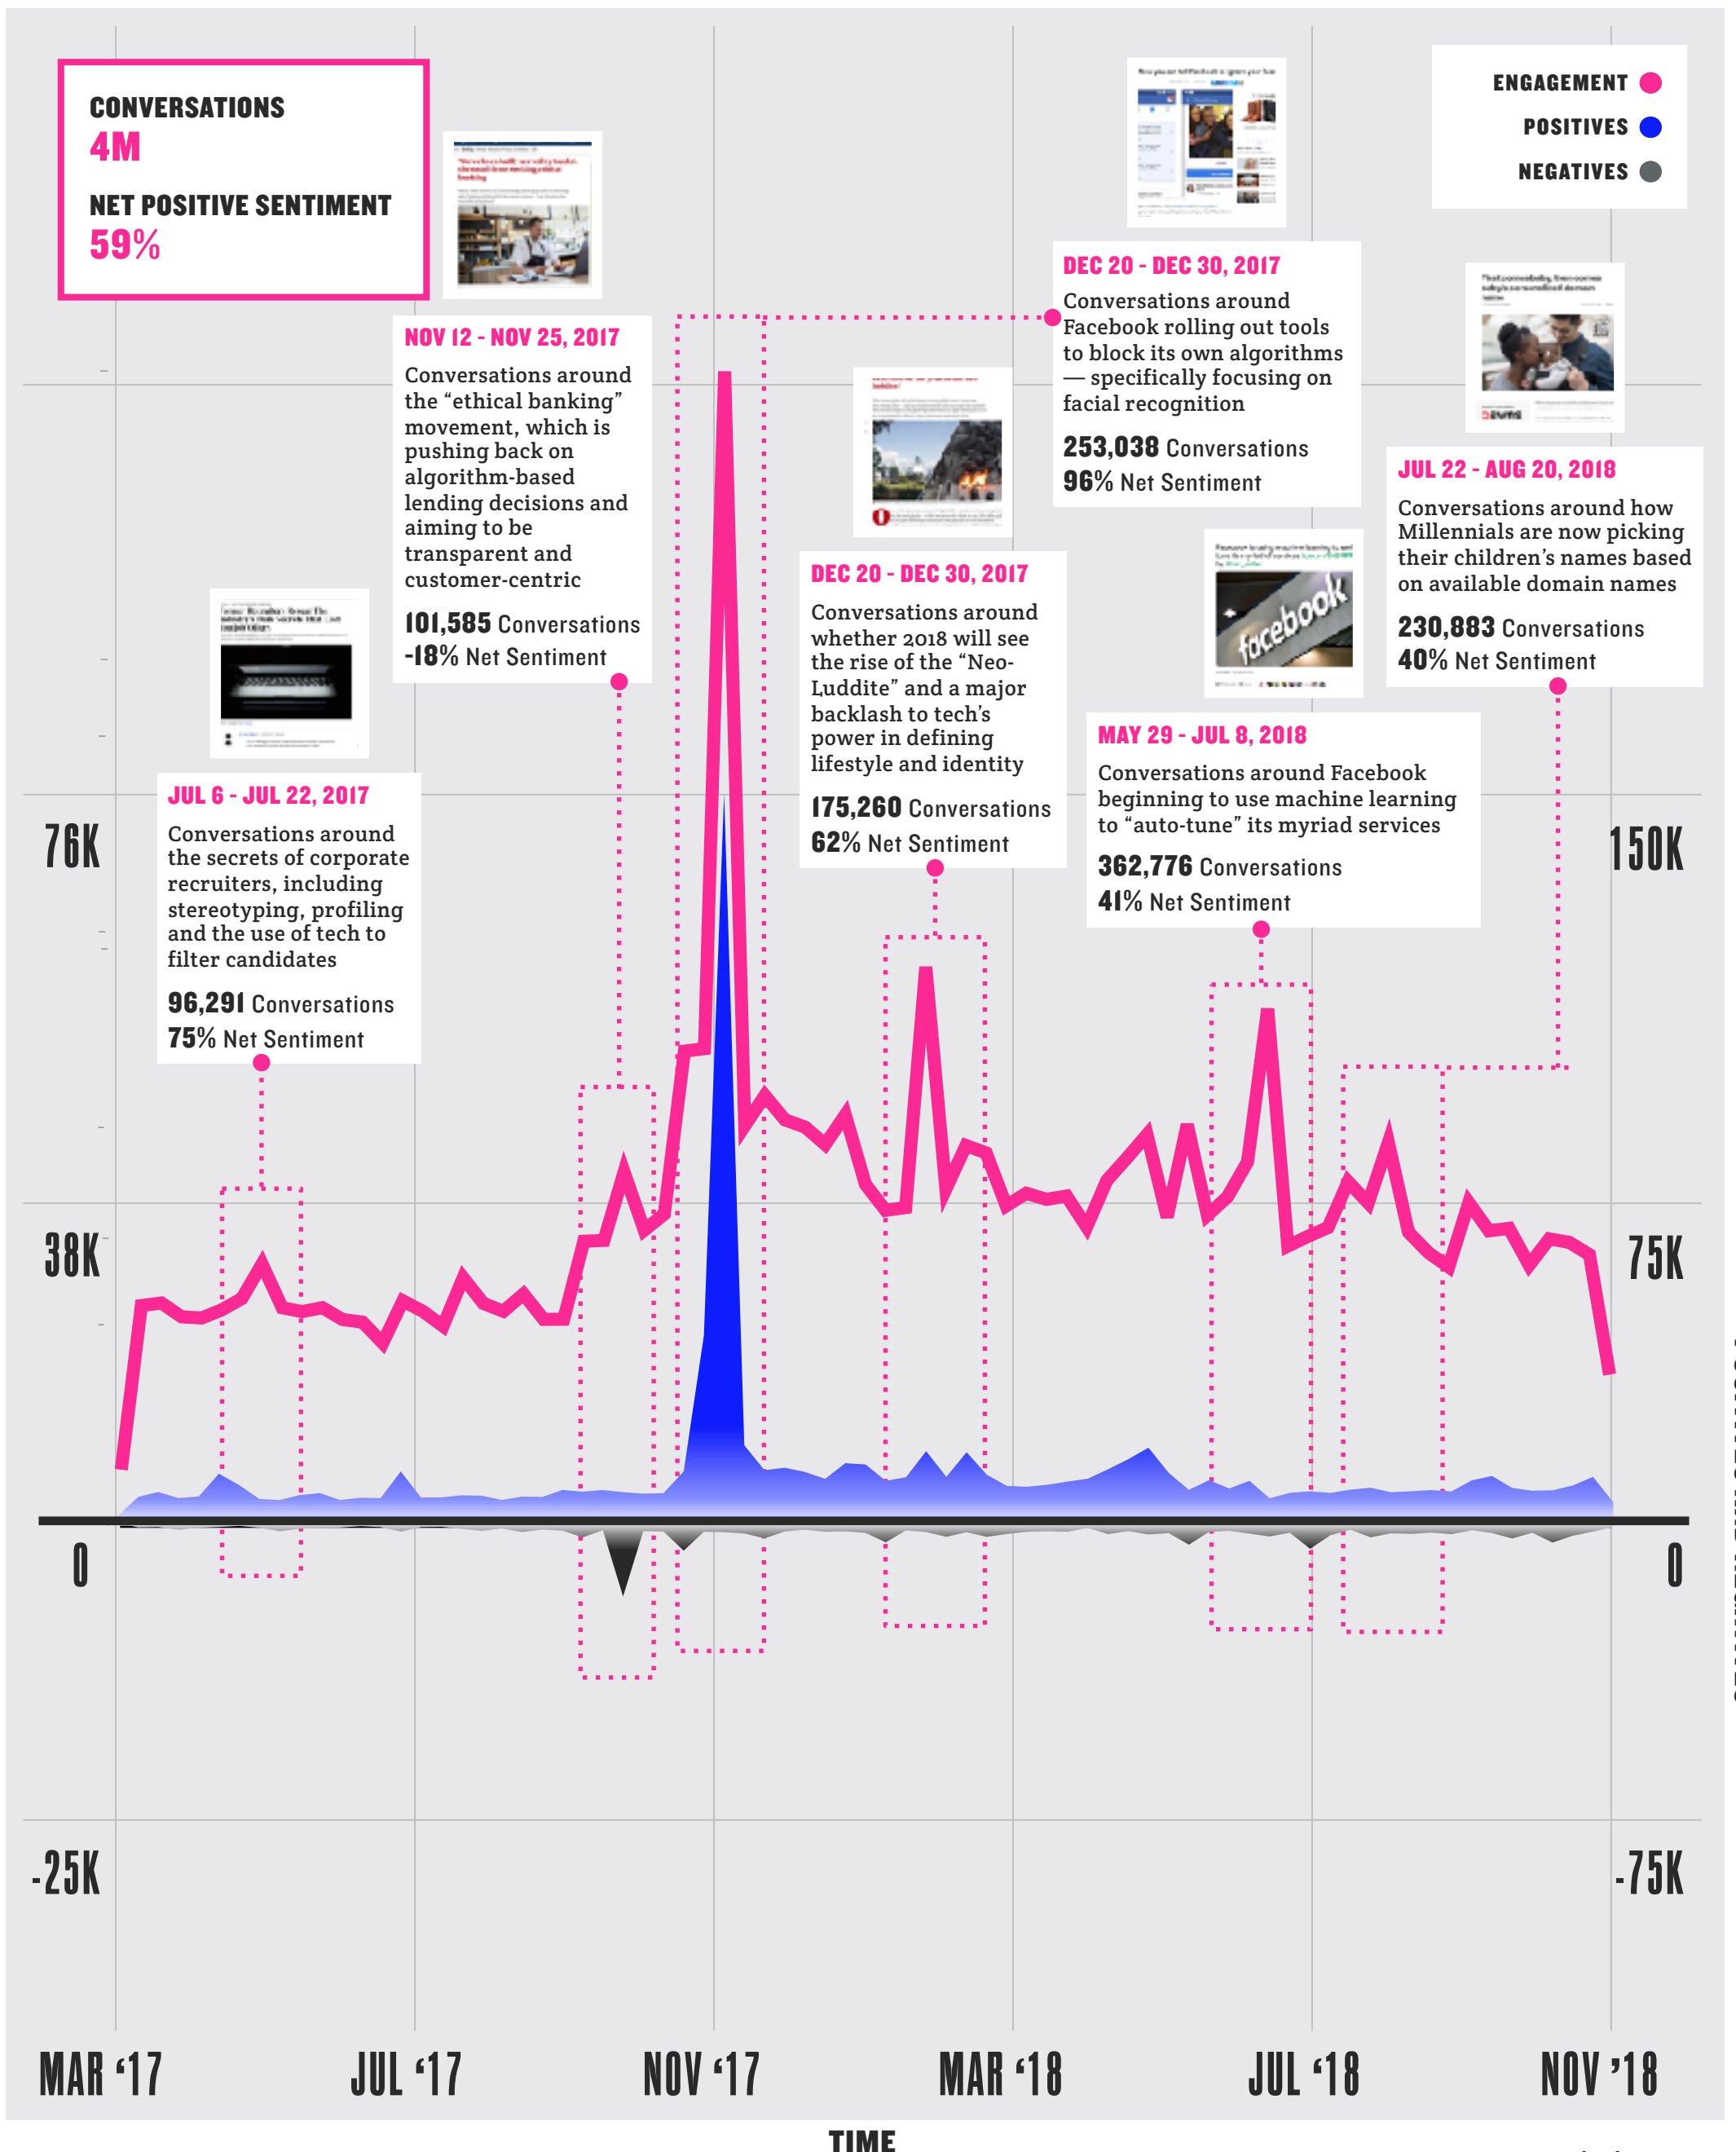 CONVERSATIONS
4M
NET POSITIVE SENTIMENT
59%
ENGAGEMENT
POSITIVES
NEGATIVES
NOV 12 - NOV 25, 2017
Conversations around
the “ethical banking”
movement, which is
pushing back on
algorithm-based
lending decisions and
aiming to be
transparent and
customer-centric
101,585 Conversations
-18% Net Sentiment
DEC 20 - DEC 30, 2017
Conversations around
Facebook rolling out tools
to block its own algorithms
— specifically focusing on
facial recognition
253,038 Conversations
96% Net Sentiment
JUL 22 - AUG 20, 2018
Conversations around how
Millennials are now picking
their children’s names based
on available domain names
230,883 Conversations
40% Net Sentiment
DEC 20 - DEC 30, 2017
Conversations around
whether 2018 will see
the rise of the “Neo-
Luddite” and a major
backlash to tech’s
power in defining
lifestyle and identity
175,260 Conversations
62% Net Sentiment
facebook
MAY 29 - JUL 8, 2018
Conversations around Facebook
beginning to use machine learning
to “auto-tune” its myriad services
362,776 Conversations
41% Net Sentiment
JUL 6 - JUL 22, 2017
Conversations around
the secrets of corporate
recruiters, including
stereotyping, profiling
and the use of tech to
filter candidates
96,291 Conversations
75% Net Sentiment
76K
150K
38K
75K
0
0
-25K
-75K
MAR ‘17
JUL ‘17
NOV ‘17
MAR ‘18
JUL ‘18
NOV ’18
TIME